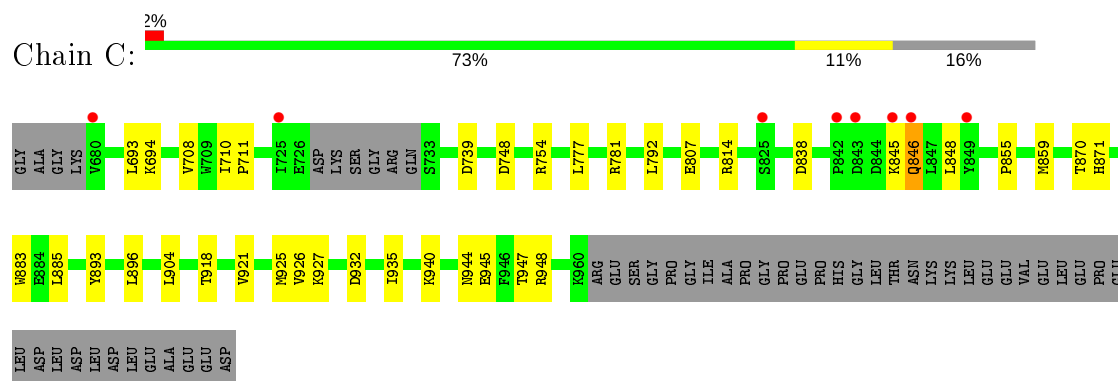 2%
Chain C:
73% 11% 16%
GLY ALA GLY LYS V680 L693 K694 V708 W709 I710 P711 I725 E726 ASP LYS SER GLY ARG GLN S733 D739 D748 R754 L777 R781 L792 E807 R814 S825 D838 P842 D843 D844 K845 Q846 L847 L848 Y849 P855 M859 T870 H871
W883 E884 L885 Y893 L896 L904 T918 V921 M925 V926 K927 D932 I935 K940 N944 E945 F946 T947 R948 K960 ARG GLU SER GLY PRO GLY ILE ALA PRO GLY PRO GLU PRO HIS GLY LEU THR ASN LYS LYS LEU GLU GLU VAL GLU LEU GLU PRO GLU
LEU ASP LEU ASP LEU ASP LEU GLU ALA GLU GLU ASP